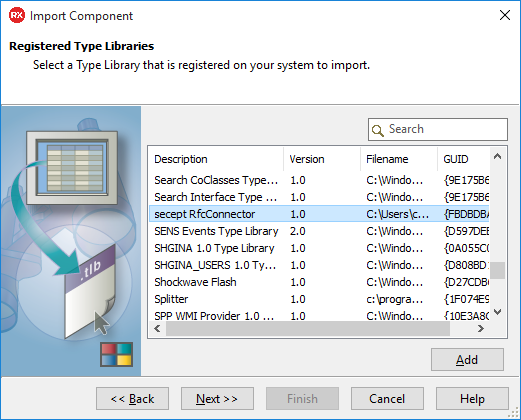 RX Import Component
Registered Type Libraries
Select a Type Library that is registered on your system to import.
Search
Description Version Filename GUID
Search CoClasses Type... 1.0 C:\Windo... {9E175B6
Search Interface Type ... 1.0 C:\Windo... {9E175B6
secept RfcConnector 1.0 C:\Users\c... {FBDBDBA
SENS Events Type Library 2.0 C:\Windo... {D597DEE
SHGINA 1.0 Type Library 1.0 C:\Windo... {0A055C0
SHGINA_USERS 1.0 Ty... 1.0 C:\Windo... {D808BD1
Shockwave Flash 1.0 C:\Windo... {D27CDB6
Splitter 1.0 c:\progra... {1F074E9
SPP WMI Provider 1.0 ... 1.0 C:\Windo... {10E3A8C
.tlb
Add
<< Back Next >> Finish Cancel Help